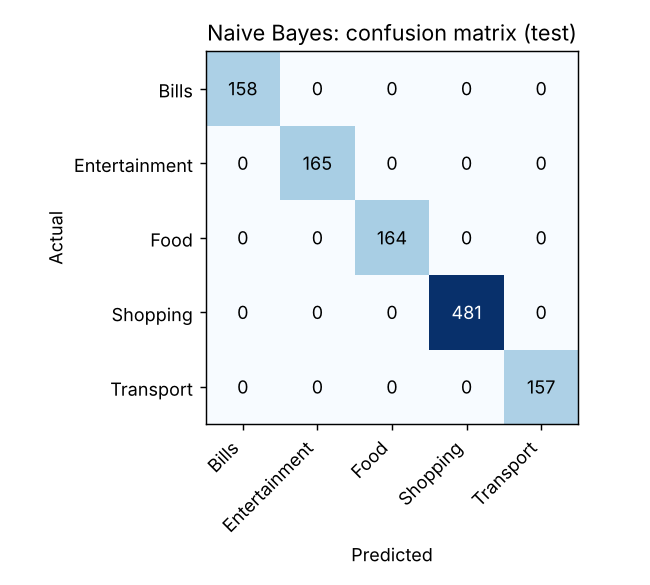 Naive Bayes: confusion matrix (test)
Bills 158 0 0 0 0
Entertainment 0 165 0 0 0
Food 0 0 164 0 0
Shopping 0 0 0 481 0
Transport 0 0 0 0 157
Actual
Bills Entertainment Food Shopping Transport
Predicted